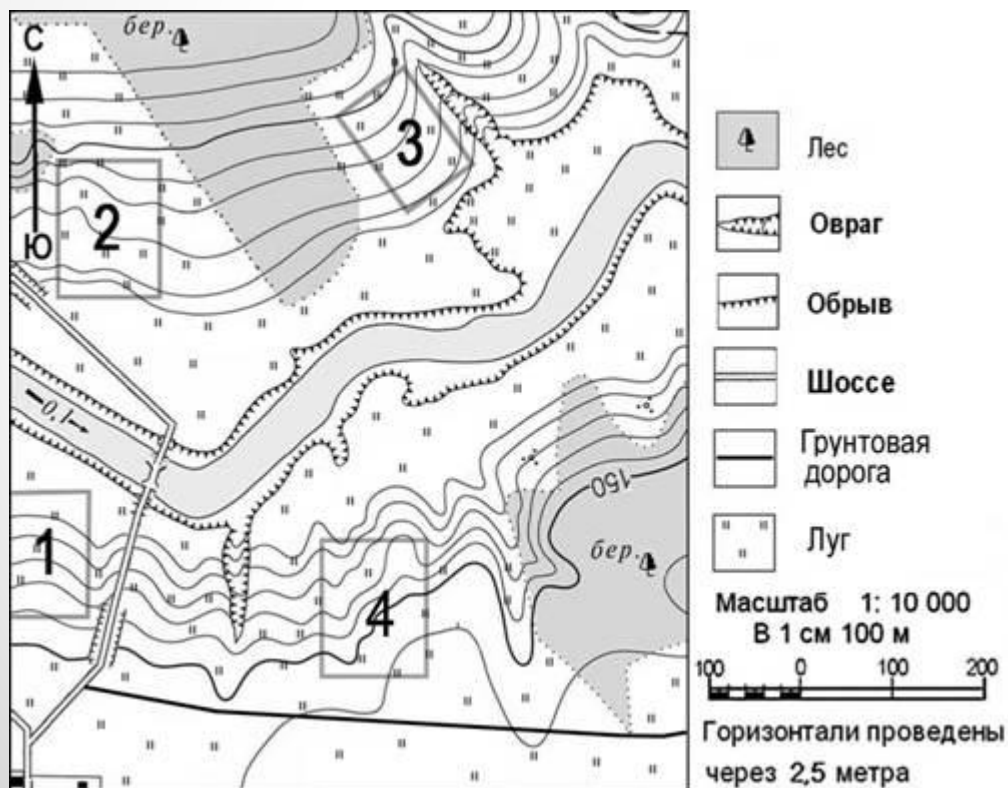 бер.
С
3
2
Ю
0,1
150
1
бер.
4
Лес
Овраг
Обрыв
Шоссе
Грунтовая
дорога
Луг
Масштаб 1: 10 000
В 1 см 100 м
100 0 100 200
Горизонтали проведены
через 2,5 метра